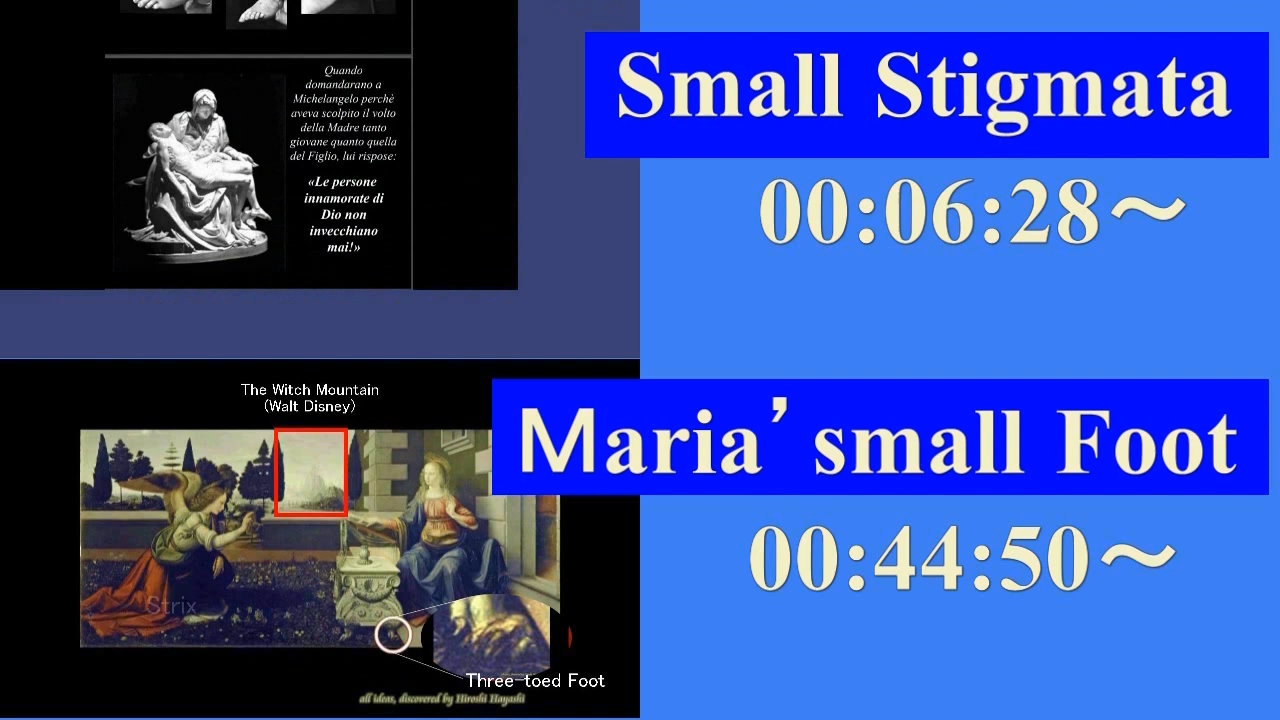 Quando
domandarano a
Michelangelo perchè
aveva scolpito il volto
della Madre tanto
giovane quanto quella
del Figlio, lui rispose:
«Le persone
innamorate di
Dio non
invecchiano
mai!»
Small Stigmata
00:06:28～
The Witch Mountain
(Walt Disney)
Maria’ small Foot
00:44:50～
Strix
Three-toed Foot
all ideas, discovered by Hiroshi Hayashi